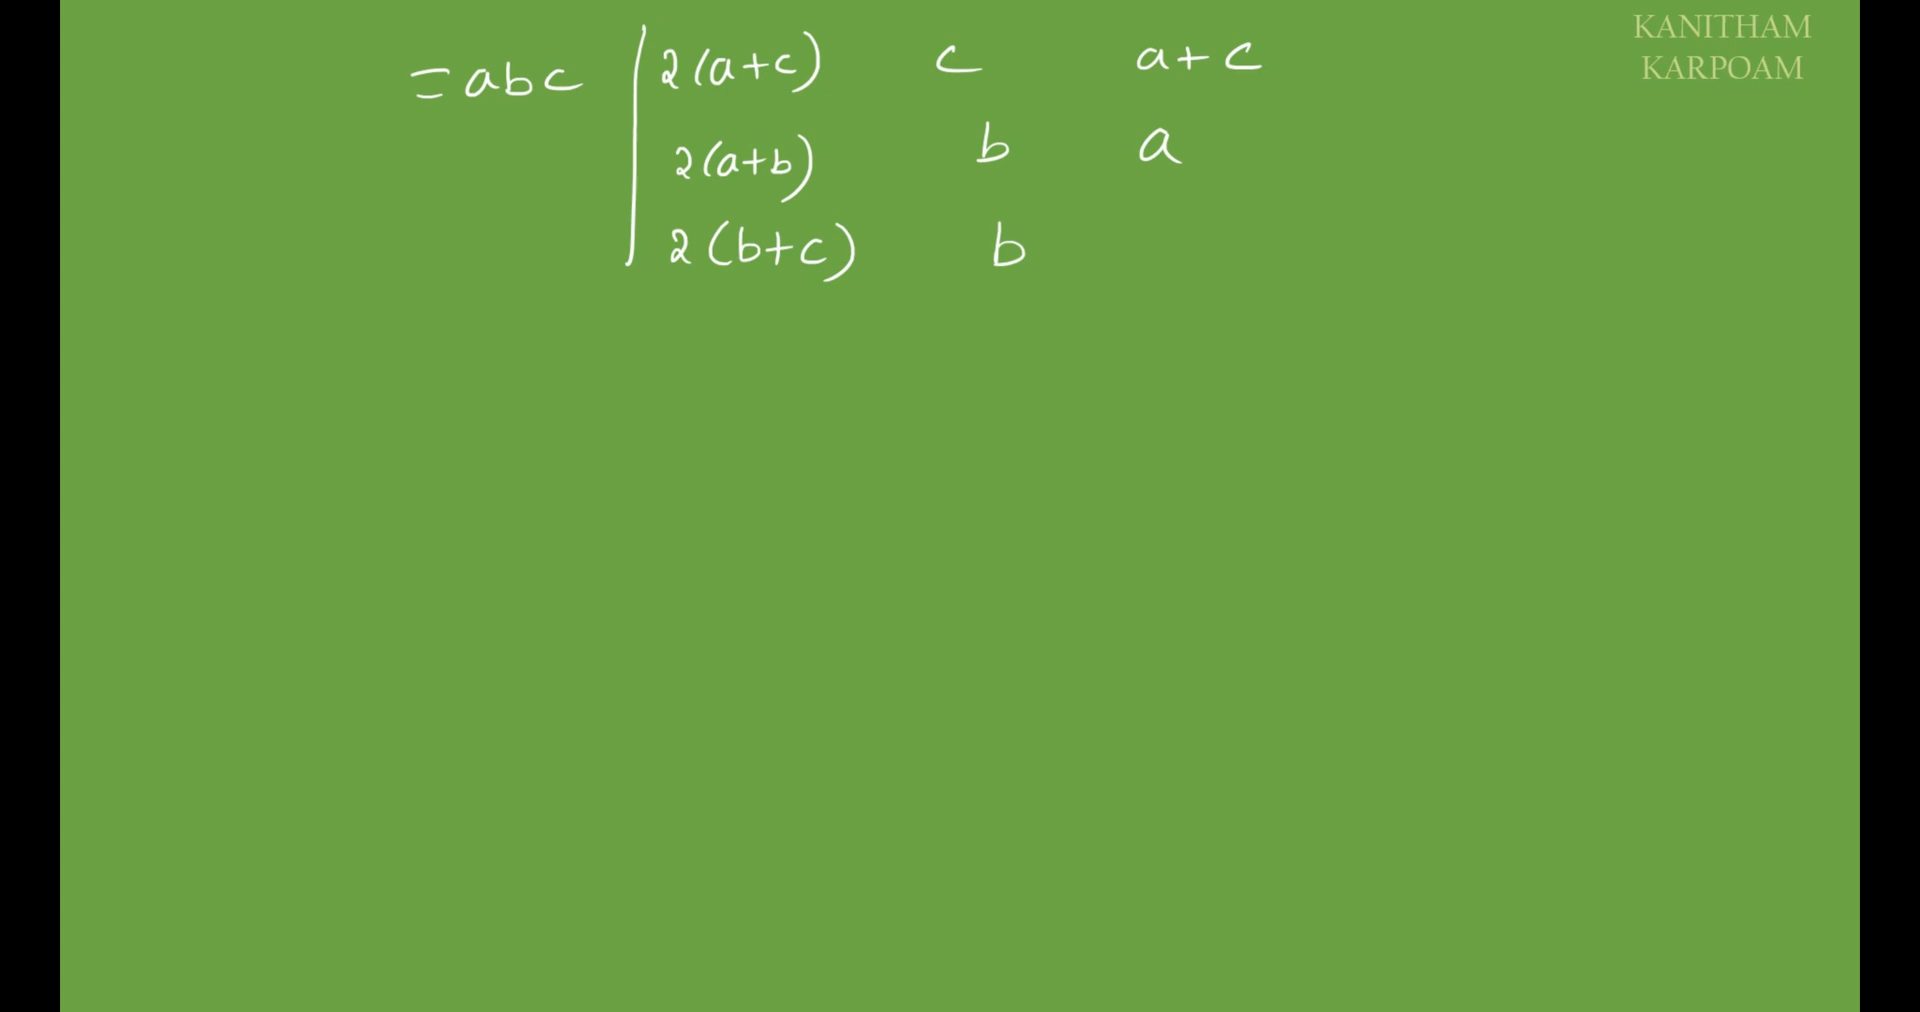 KANITHAM
KARPOAM
= abc | 2(a+c) c a+c
2(a+b) b a
2(b+c) b